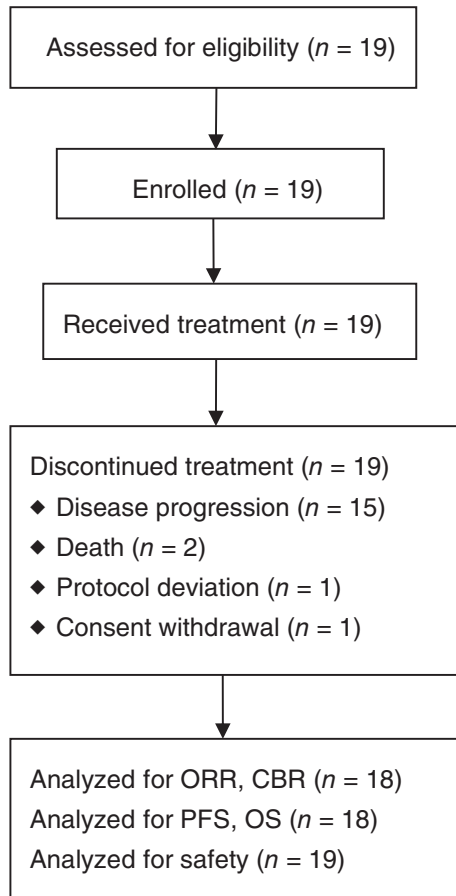 Assessed for eligibility (n = 19)
Enrolled (n = 19)
Received treatment (n = 19)
Discontinued treatment (n = 19)
◆ Disease progression (n = 15)
◆ Death (n = 2)
◆ Protocol deviation (n = 1)
◆ Consent withdrawal (n = 1)
Analyzed for ORR, CBR (n = 18)
Analyzed for PFS, OS (n = 18)
Analyzed for safety (n = 19)